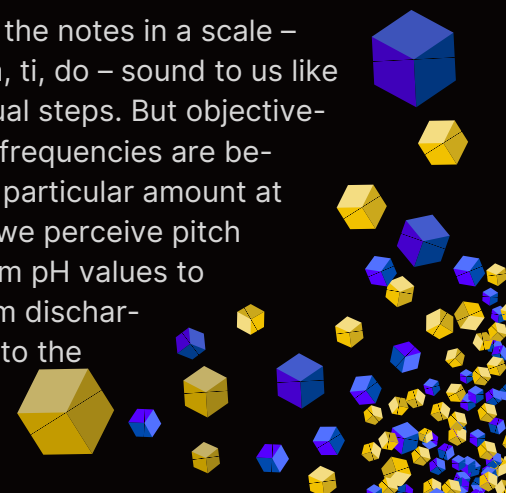 the notes in a scale –
, ti, do – sound to us like
ual steps. But objective-
frequencies are be-
particular amount at
we perceive pitch
m pH values to
m dischar-
to the